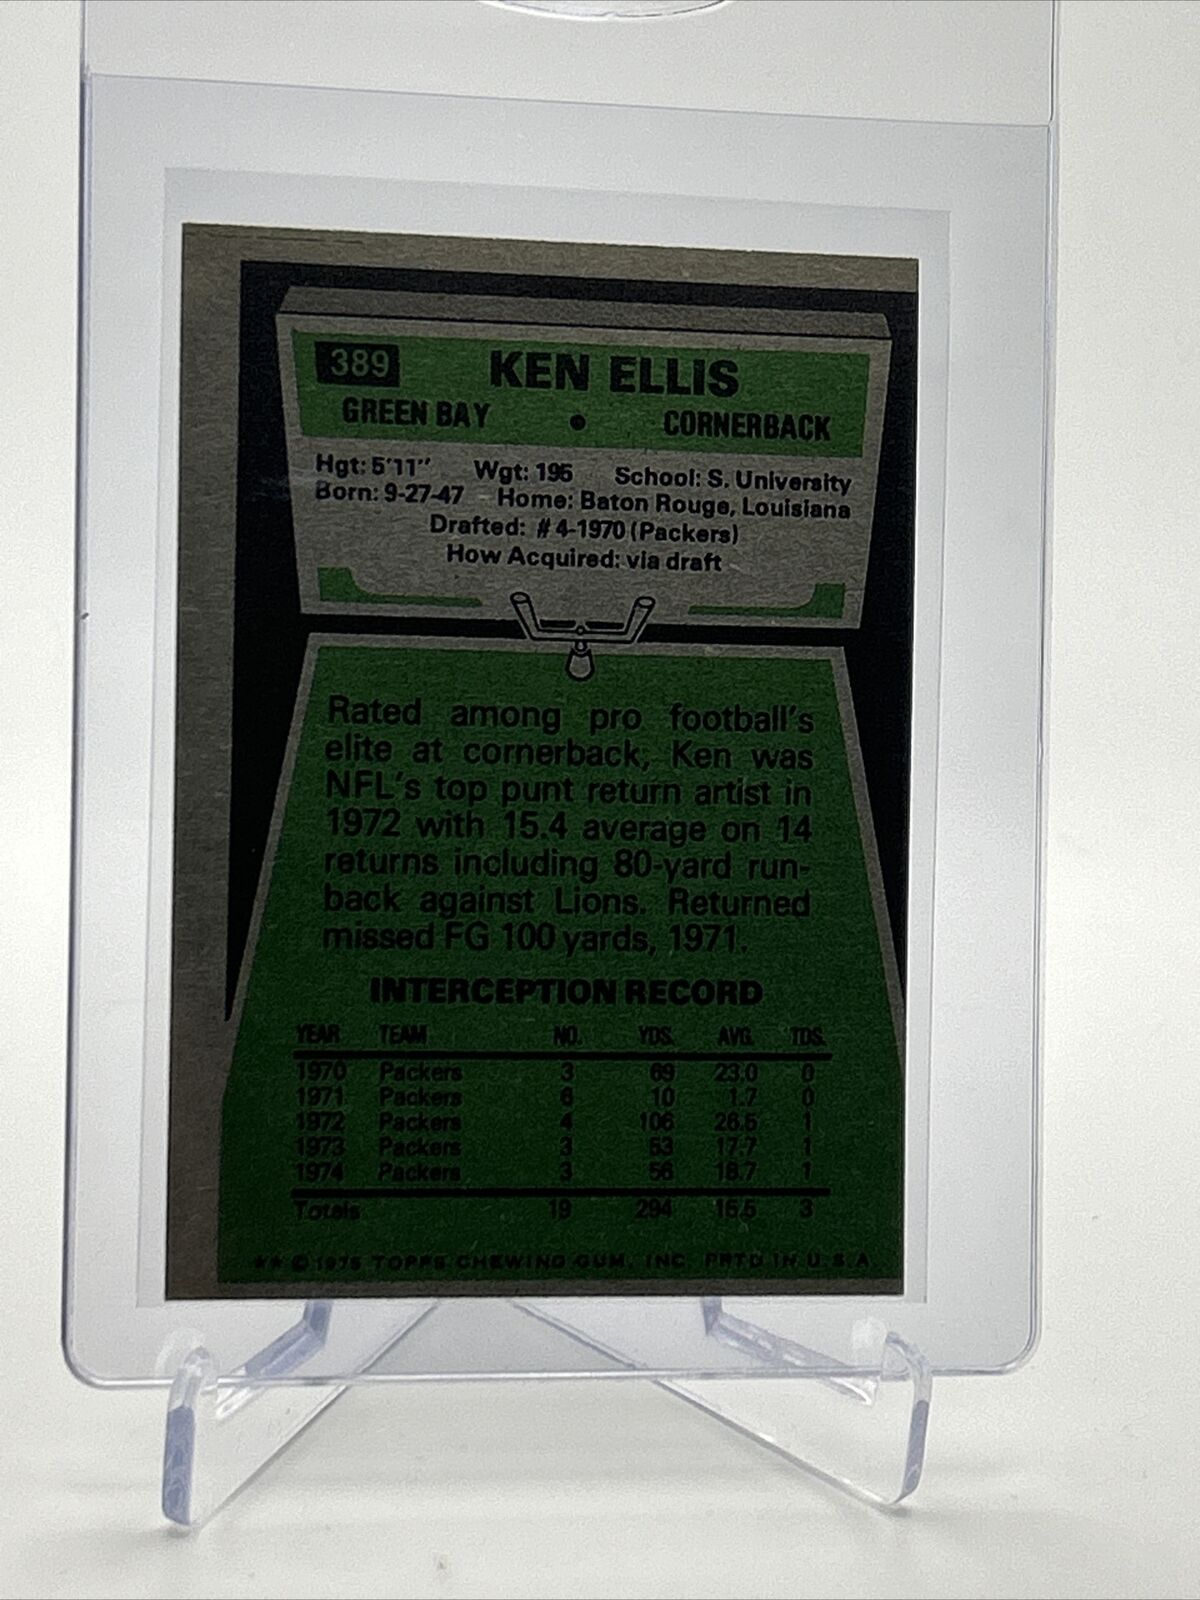 389 KEN ELLIS
GREEN BAY • CORNERBACK
Hgt: 5'11" Wgt: 195 School: S. University
Born: 9-27-47 Home: Baton Rouge, Louisiana
Drafted: #4-1970 (Packers)
How Acquired: via draft
Rated among pro football's
elite at cornerback, Ken was
NFL's top punt return artist in
1972 with 15.4 average on 14
returns including 80-yard run-
back against Lions. Returned
missed FG 100 yards, 1971.
INTERCEPTION RECORD
YEAR TEAM NO. YDS. AVG. TDS.
1970 Packers 3 69 23.0 0
1971 Packers 6 10 1.7 0
1972 Packers 4 106 26.5 1
1973 Packers 3 53 17.7 1
1974 Packers 3 56 18.7 1
Totals 19 294 15.5 3
** © 1975 TOPPS CHEWING GUM, INC. PRTD. IN U.S.A.